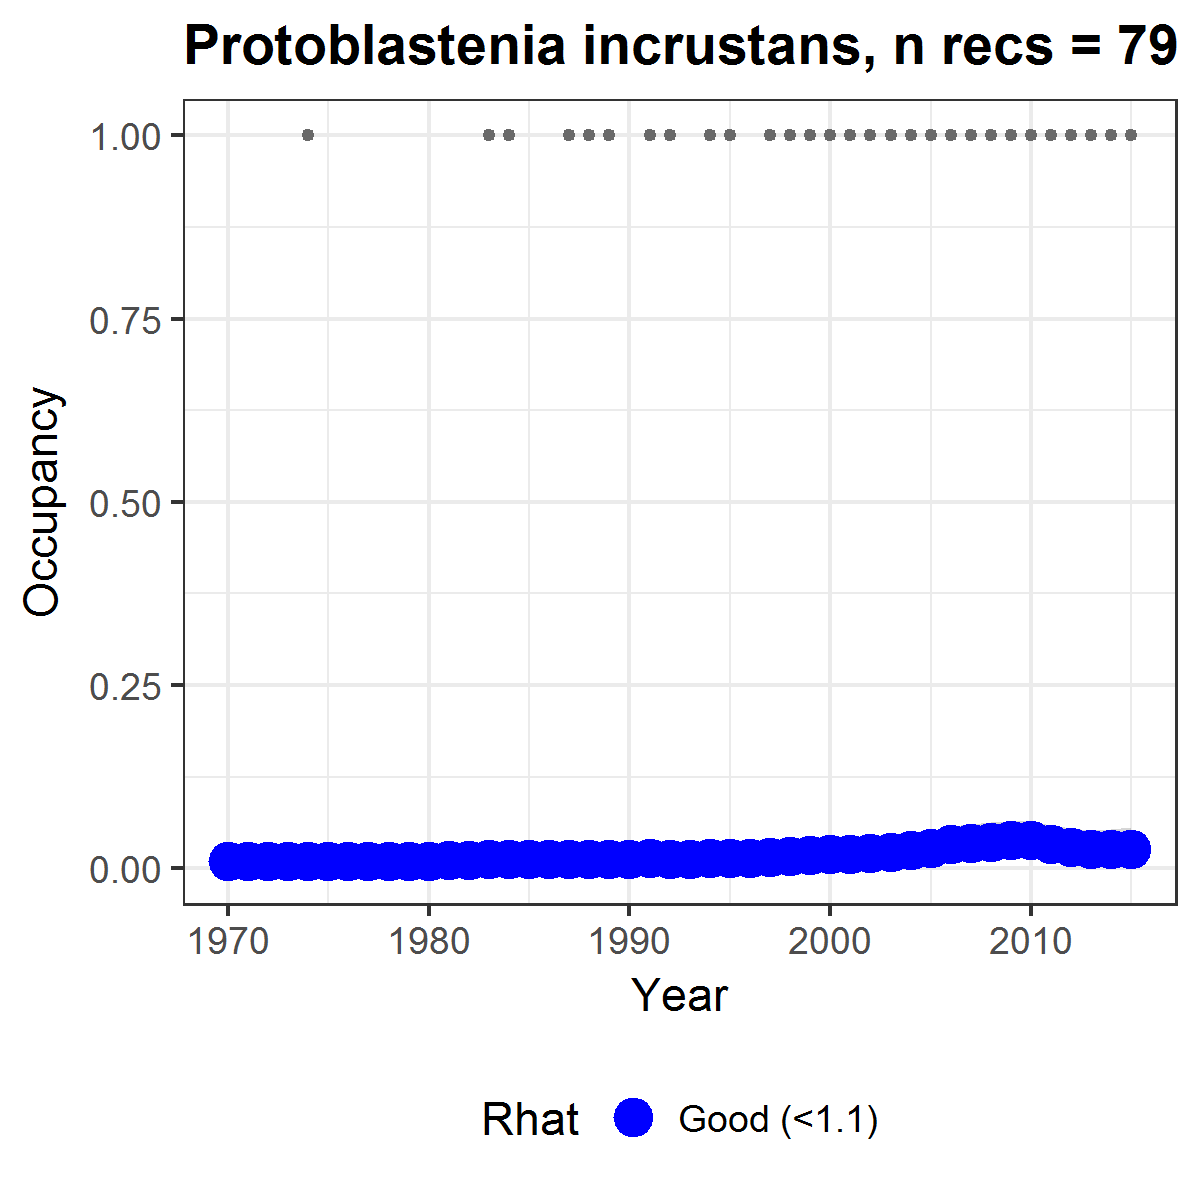 Protoblastenia incrustans, n recs = 79
1.00
0.75
0.50
0.25
0.00
Occupancy
1970 1980 1990 2000 2010
Year
Rhat Good (<1.1)